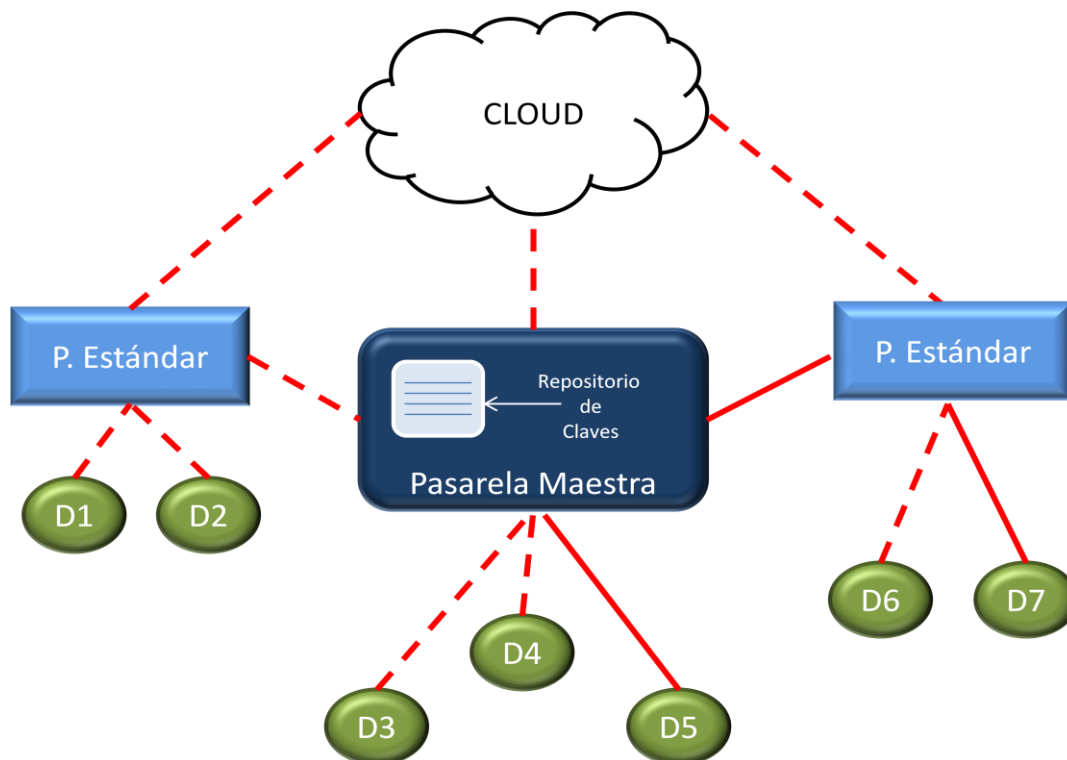 CLOUD
P. Estándar
P. Estándar
Repositorio
de
Claves
Pasarela Maestra
D1
D2
D6
D7
D4
D3
D5